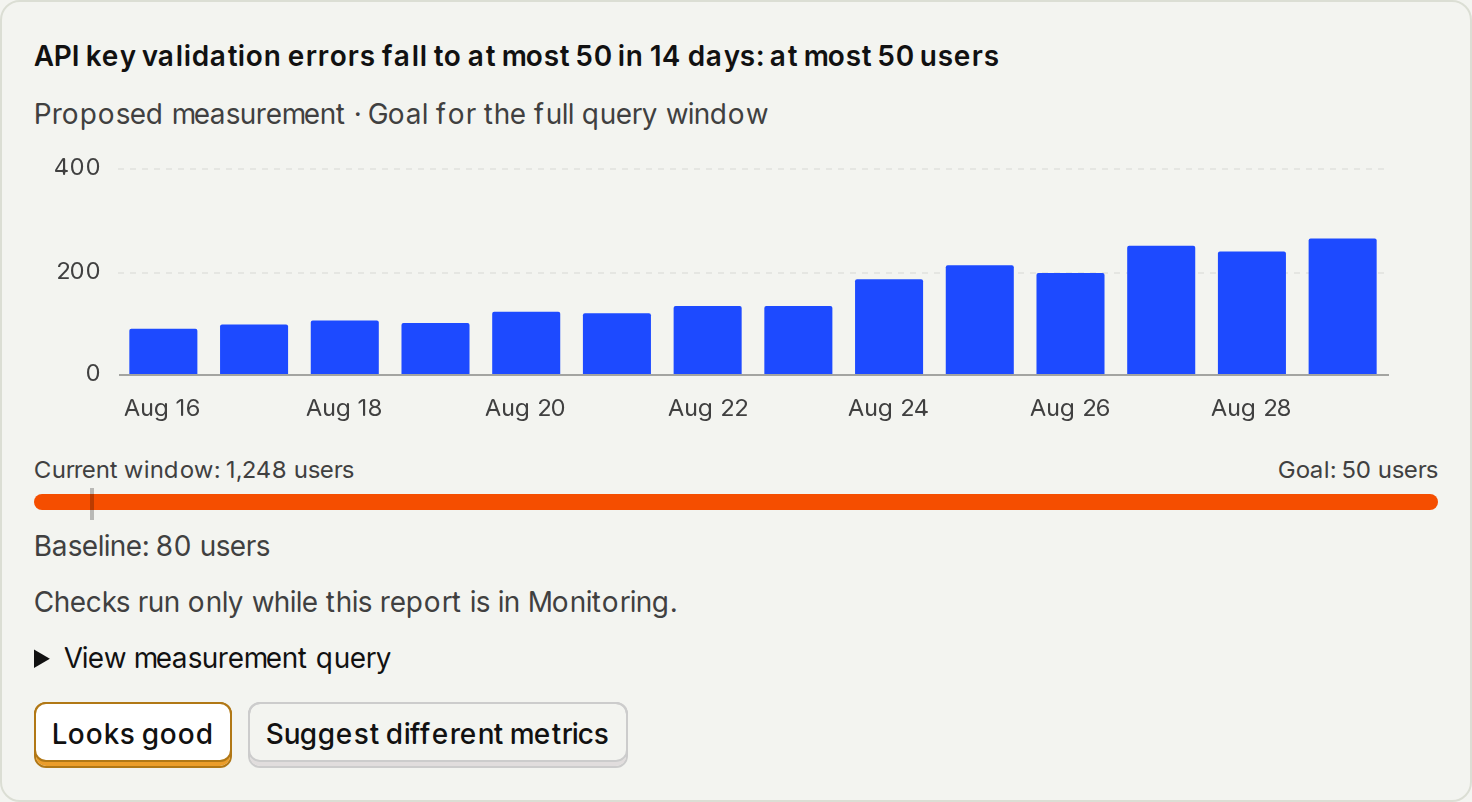 API key validation errors fall to at most 50 in 14 days: at most 50 users
Proposed measurement · Goal for the full query window
400
200
0
Aug 16 Aug 18 Aug 20 Aug 22 Aug 24 Aug 26 Aug 28
Current window: 1,248 users Goal: 50 users
Baseline: 80 users
Checks run only while this report is in Monitoring.
▶ View measurement query
Looks good Suggest different metrics